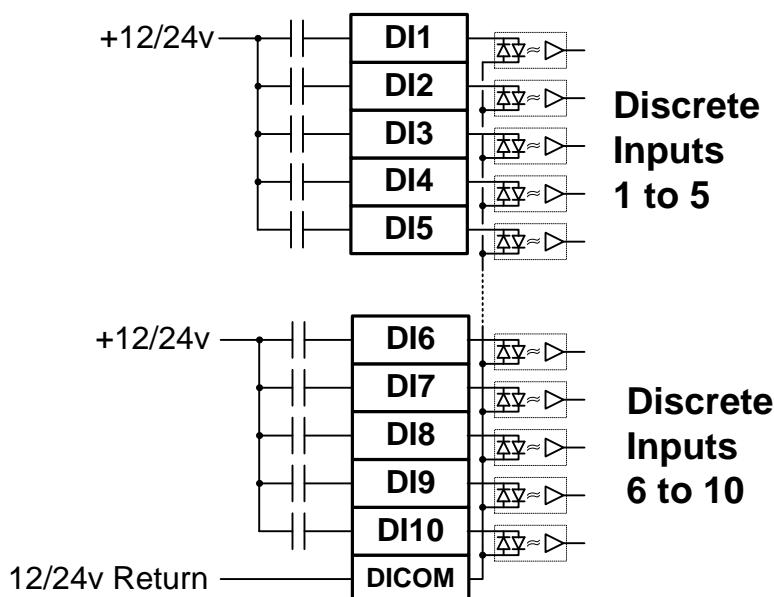 +12/24v
DI1
DI2
DI3
DI4
DI5
Discrete
Inputs
1 to 5
+12/24v
DI6
DI7
DI8
DI9
DI10
DICOM
Discrete
Inputs
6 to 10
12/24v Return